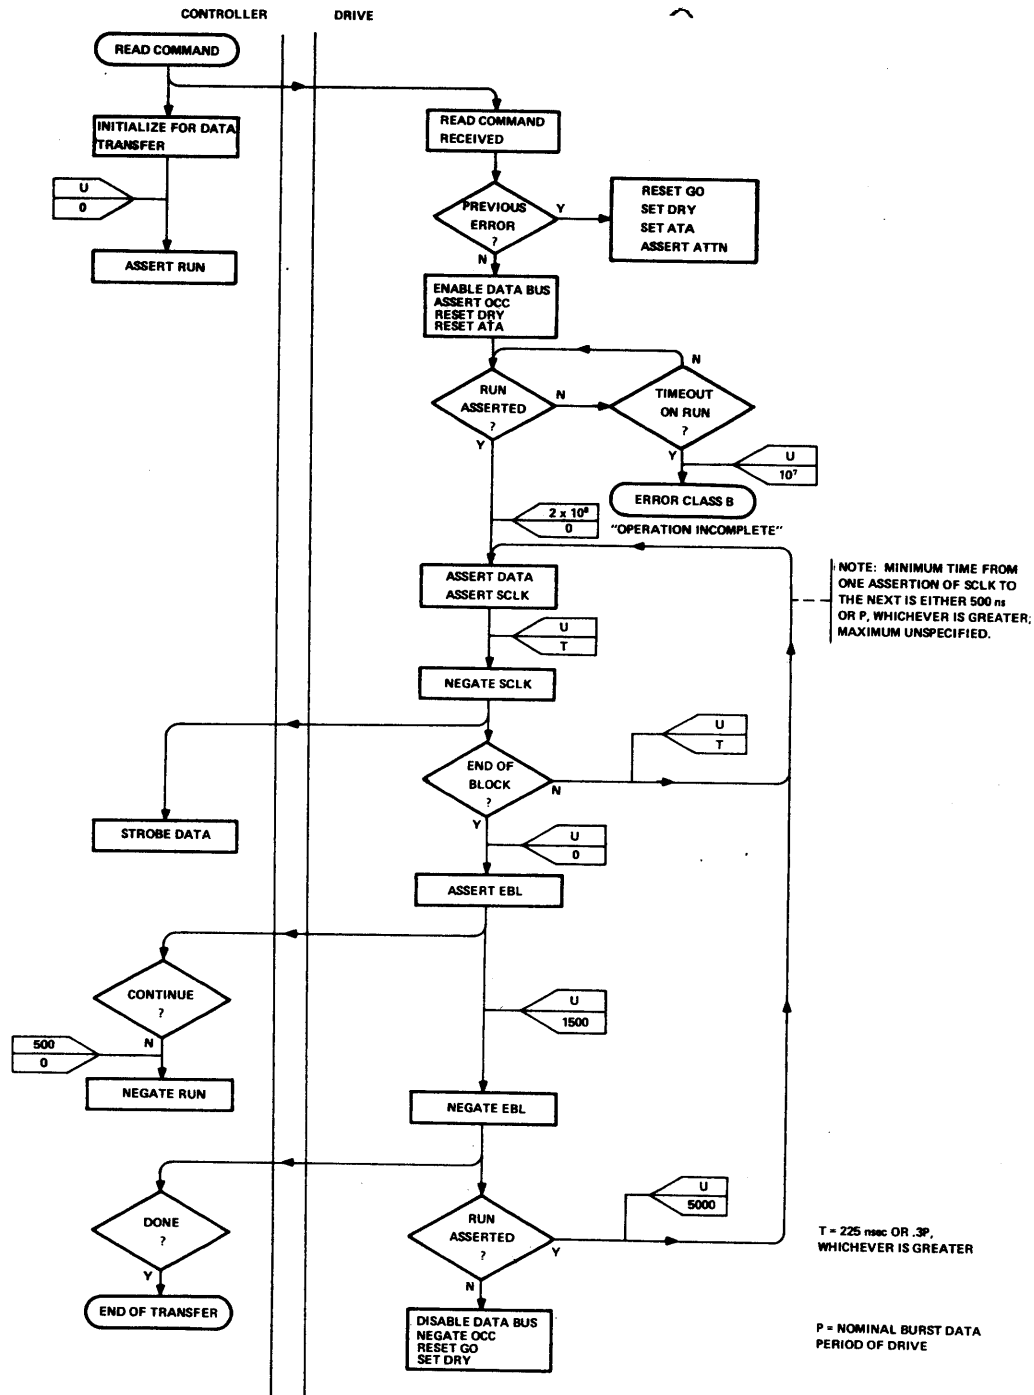 CONTROLLER
DRIVE
READ COMMAND
INITIALIZE FOR DATA
TRANSFER
U
0
ASSERT RUN
READ COMMAND
RECEIVED
PREVIOUS
ERROR
?
Y
N
RESET GO
SET DRY
SET ATA
ASSERT ATTN
ENABLE DATA BUS
ASSERT OCC
RESET DRY
RESET ATA
RUN
ASSERTED
?
N
Y
TIMEOUT
ON RUN
?
N
Y
U
10⁷
ERROR CLASS B
"OPERATION INCOMPLETE"
0
ASSERT DATA
ASSERT SCLK
NOTE: MINIMUM TIME FROM
ONE ASSERTION OF SCLK TO
THE NEXT IS EITHER 500 ns
OR P, WHICHEVER IS GREATER;
MAXIMUM UNSPECIFIED.
U
T
NEGATE SCLK
END OF
BLOCK
?
N
Y
U
T
STROBE DATA
U
0
ASSERT EBL
CONTINUE
?
N
500
0
NEGATE RUN
U
1500
NEGATE EBL
DONE
?
Y
END OF TRANSFER
RUN
ASSERTED
?
Y
N
U
5000
DISABLE DATA BUS
NEGATE OCC
RESET GO
SET DRY
T = 225 nsec OR .3P,
WHICHEVER IS GREATER
P = NOMINAL BURST DATA
PERIOD OF DRIVE